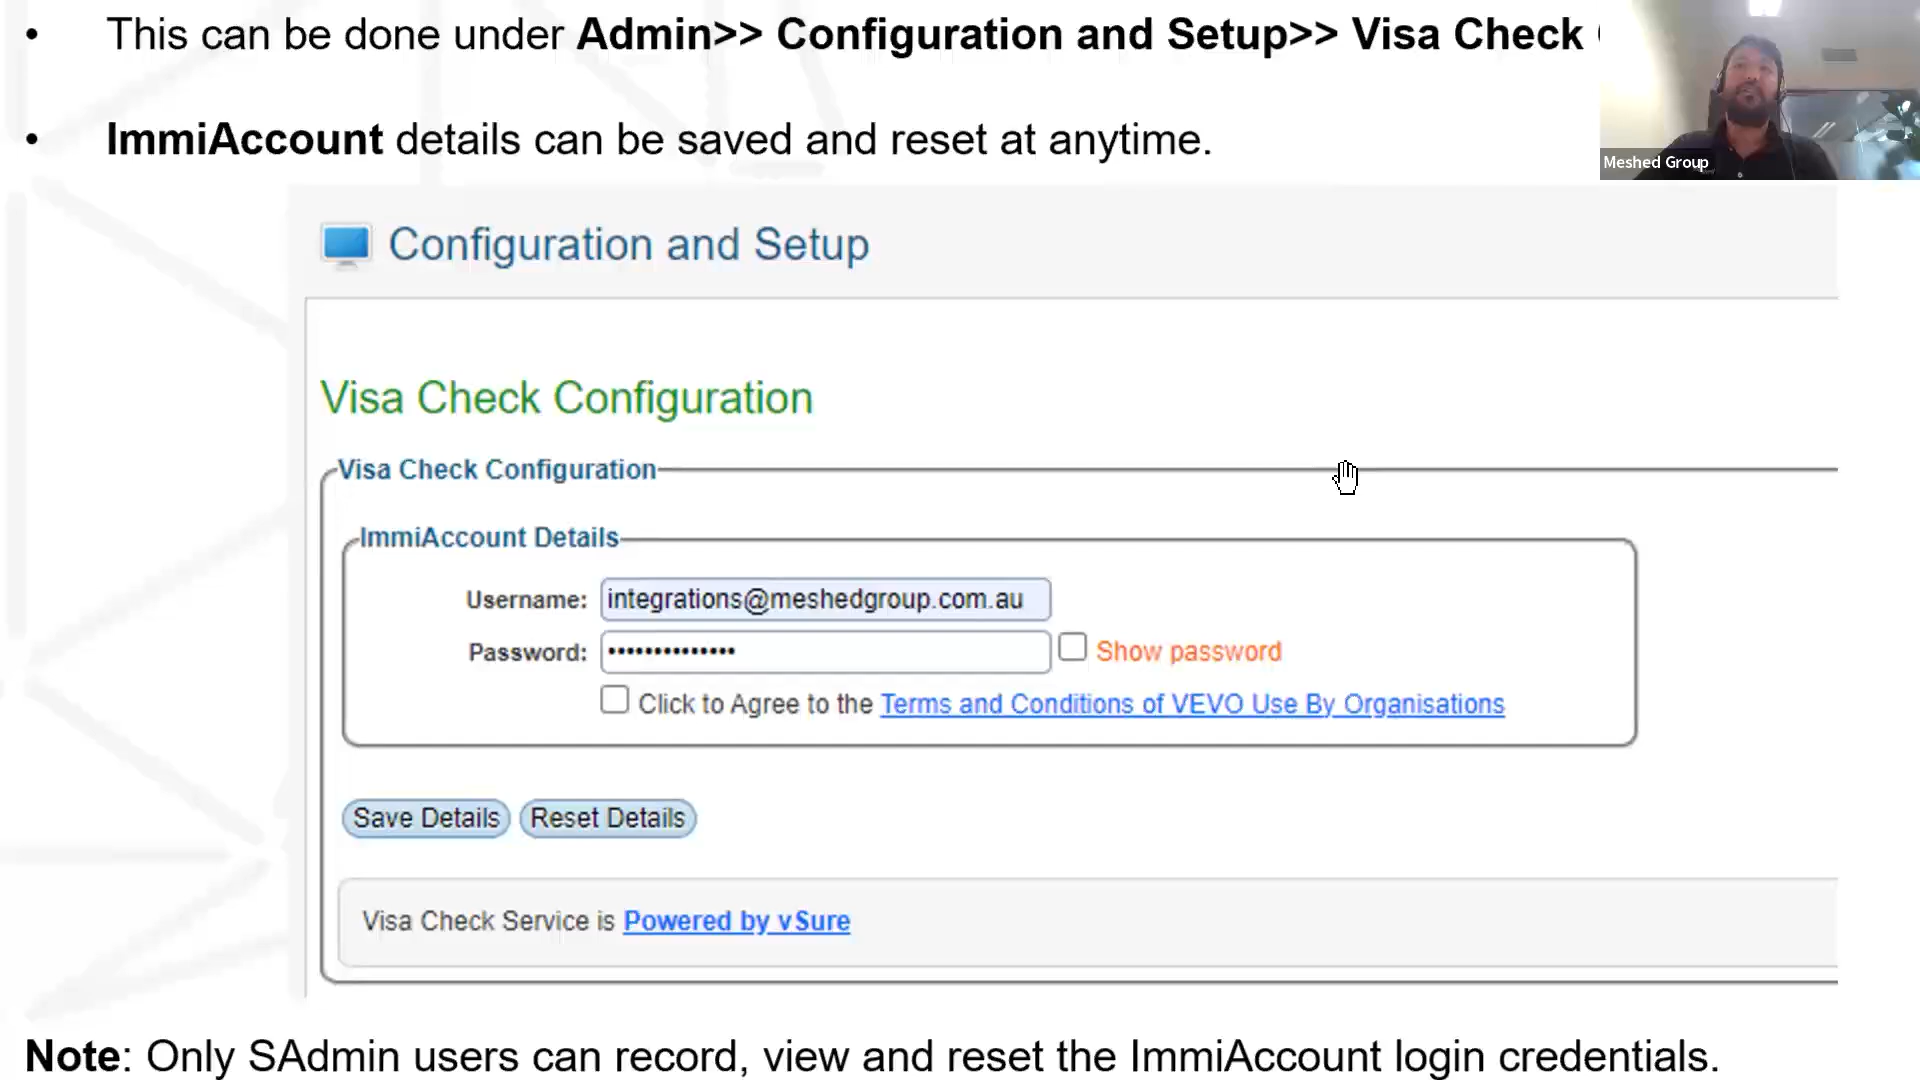 • This can be done under Admin>> Configuration and Setup>> Visa Check
Meshed Group
• ImmiAccount details can be saved and reset at anytime.
Configuration and Setup
Visa Check Configuration
Visa Check Configuration
ImmiAccount Details
Username: integrations@meshedgroup.com.au
Password: •••••••••••••• Show password
Click to Agree to the Terms and Conditions of VEVO Use By Organisations
Save Details Reset Details
Visa Check Service is Powered by vSure
Note: Only SAdmin users can record, view and reset the ImmiAccount login credentials.